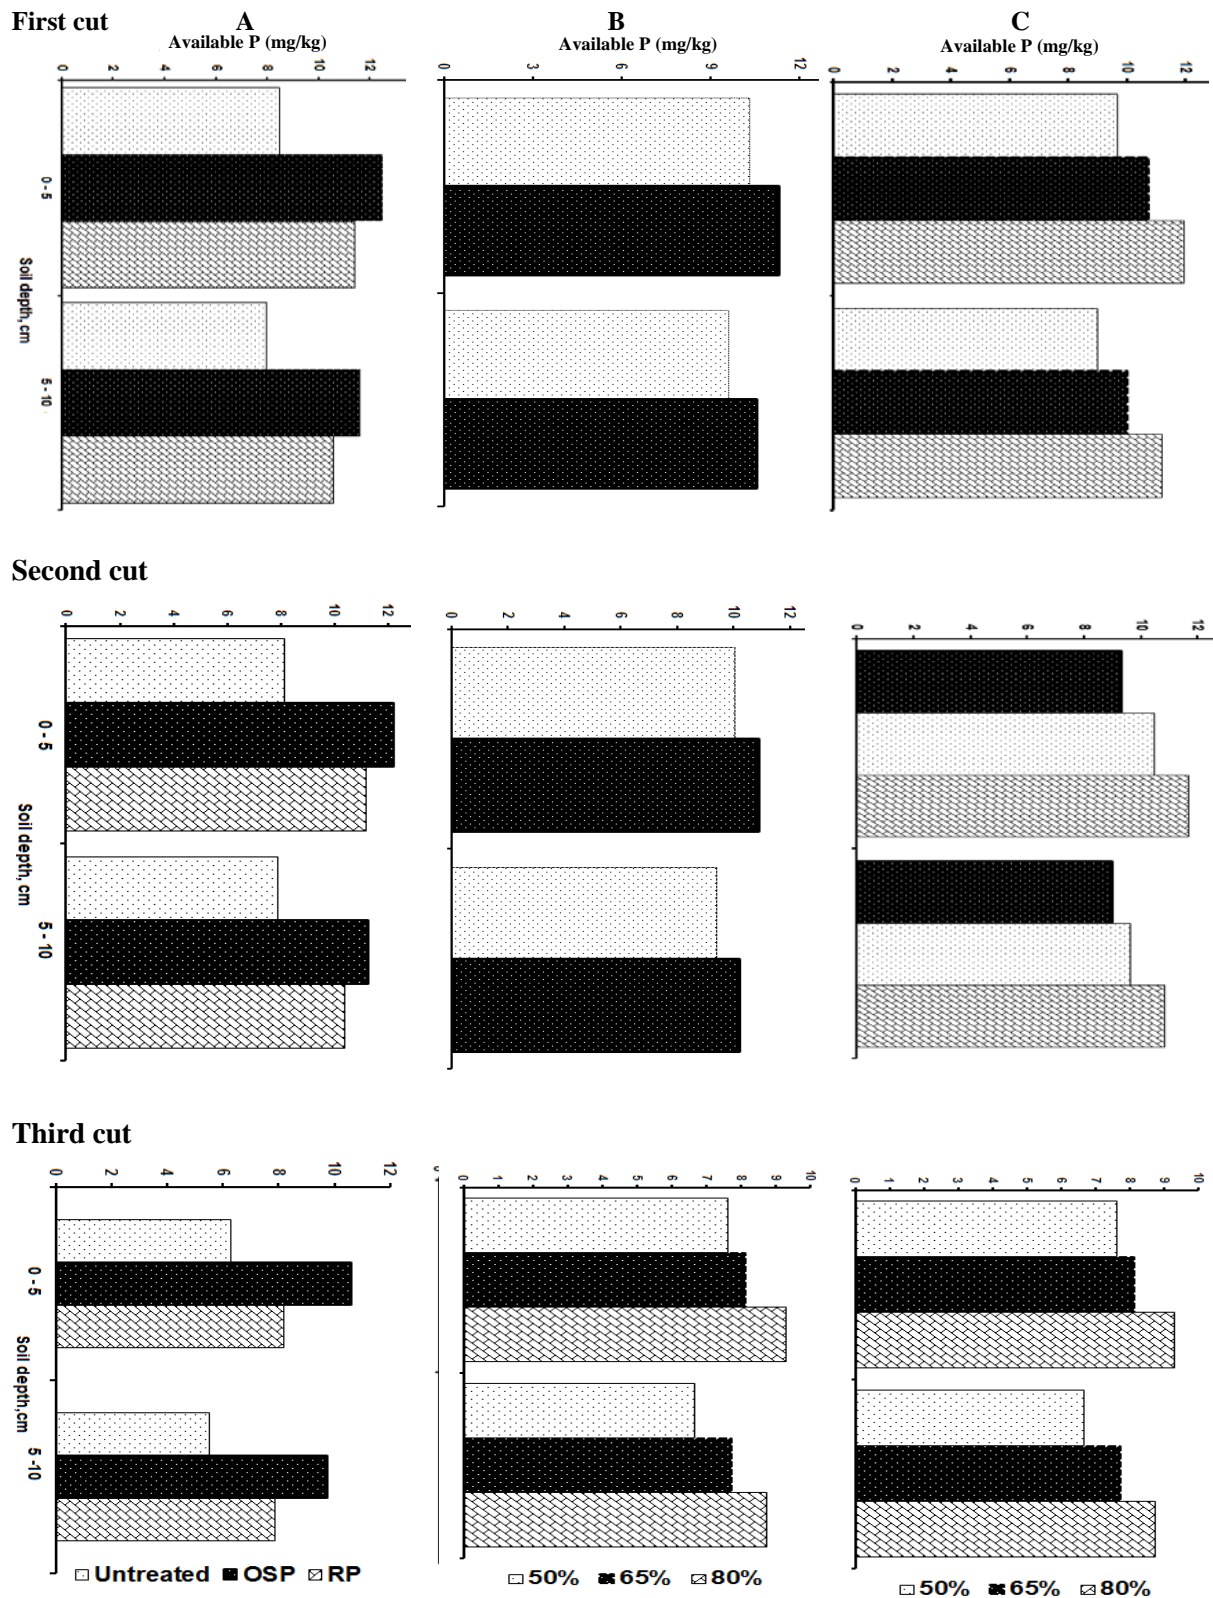 First cut
A
B
C
Available P (mg/kg)
Available P (mg/kg)
Available P (mg/kg)
0 2 4 6 8 10 12
0 3 6 9 12
0 2 4 6 8 10 12
0 - 5
5 - 10
Soil depth, cm
Second cut
0 2 4 6 8 10 12
0 2 4 6 8 10 12
0 2 4 6 8 10 12
0 - 5
5 - 10
Soil depth, cm
Third cut
0 2 4 6 8 10 12
0 1 2 3 4 5 6 7 8 9 10
0 1 2 3 4 5 6 7 8 9 10
0 - 5
5 -10
Soil depth,cm
Untreated OSP RP
50% 65% 80%
50% 65% 80%